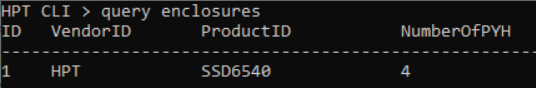 HPT CLI > query enclosures
ID VendorID ProductID NumberOfPYH
-------------------------------------------------------------------------------
1 HPT SSD6540 4